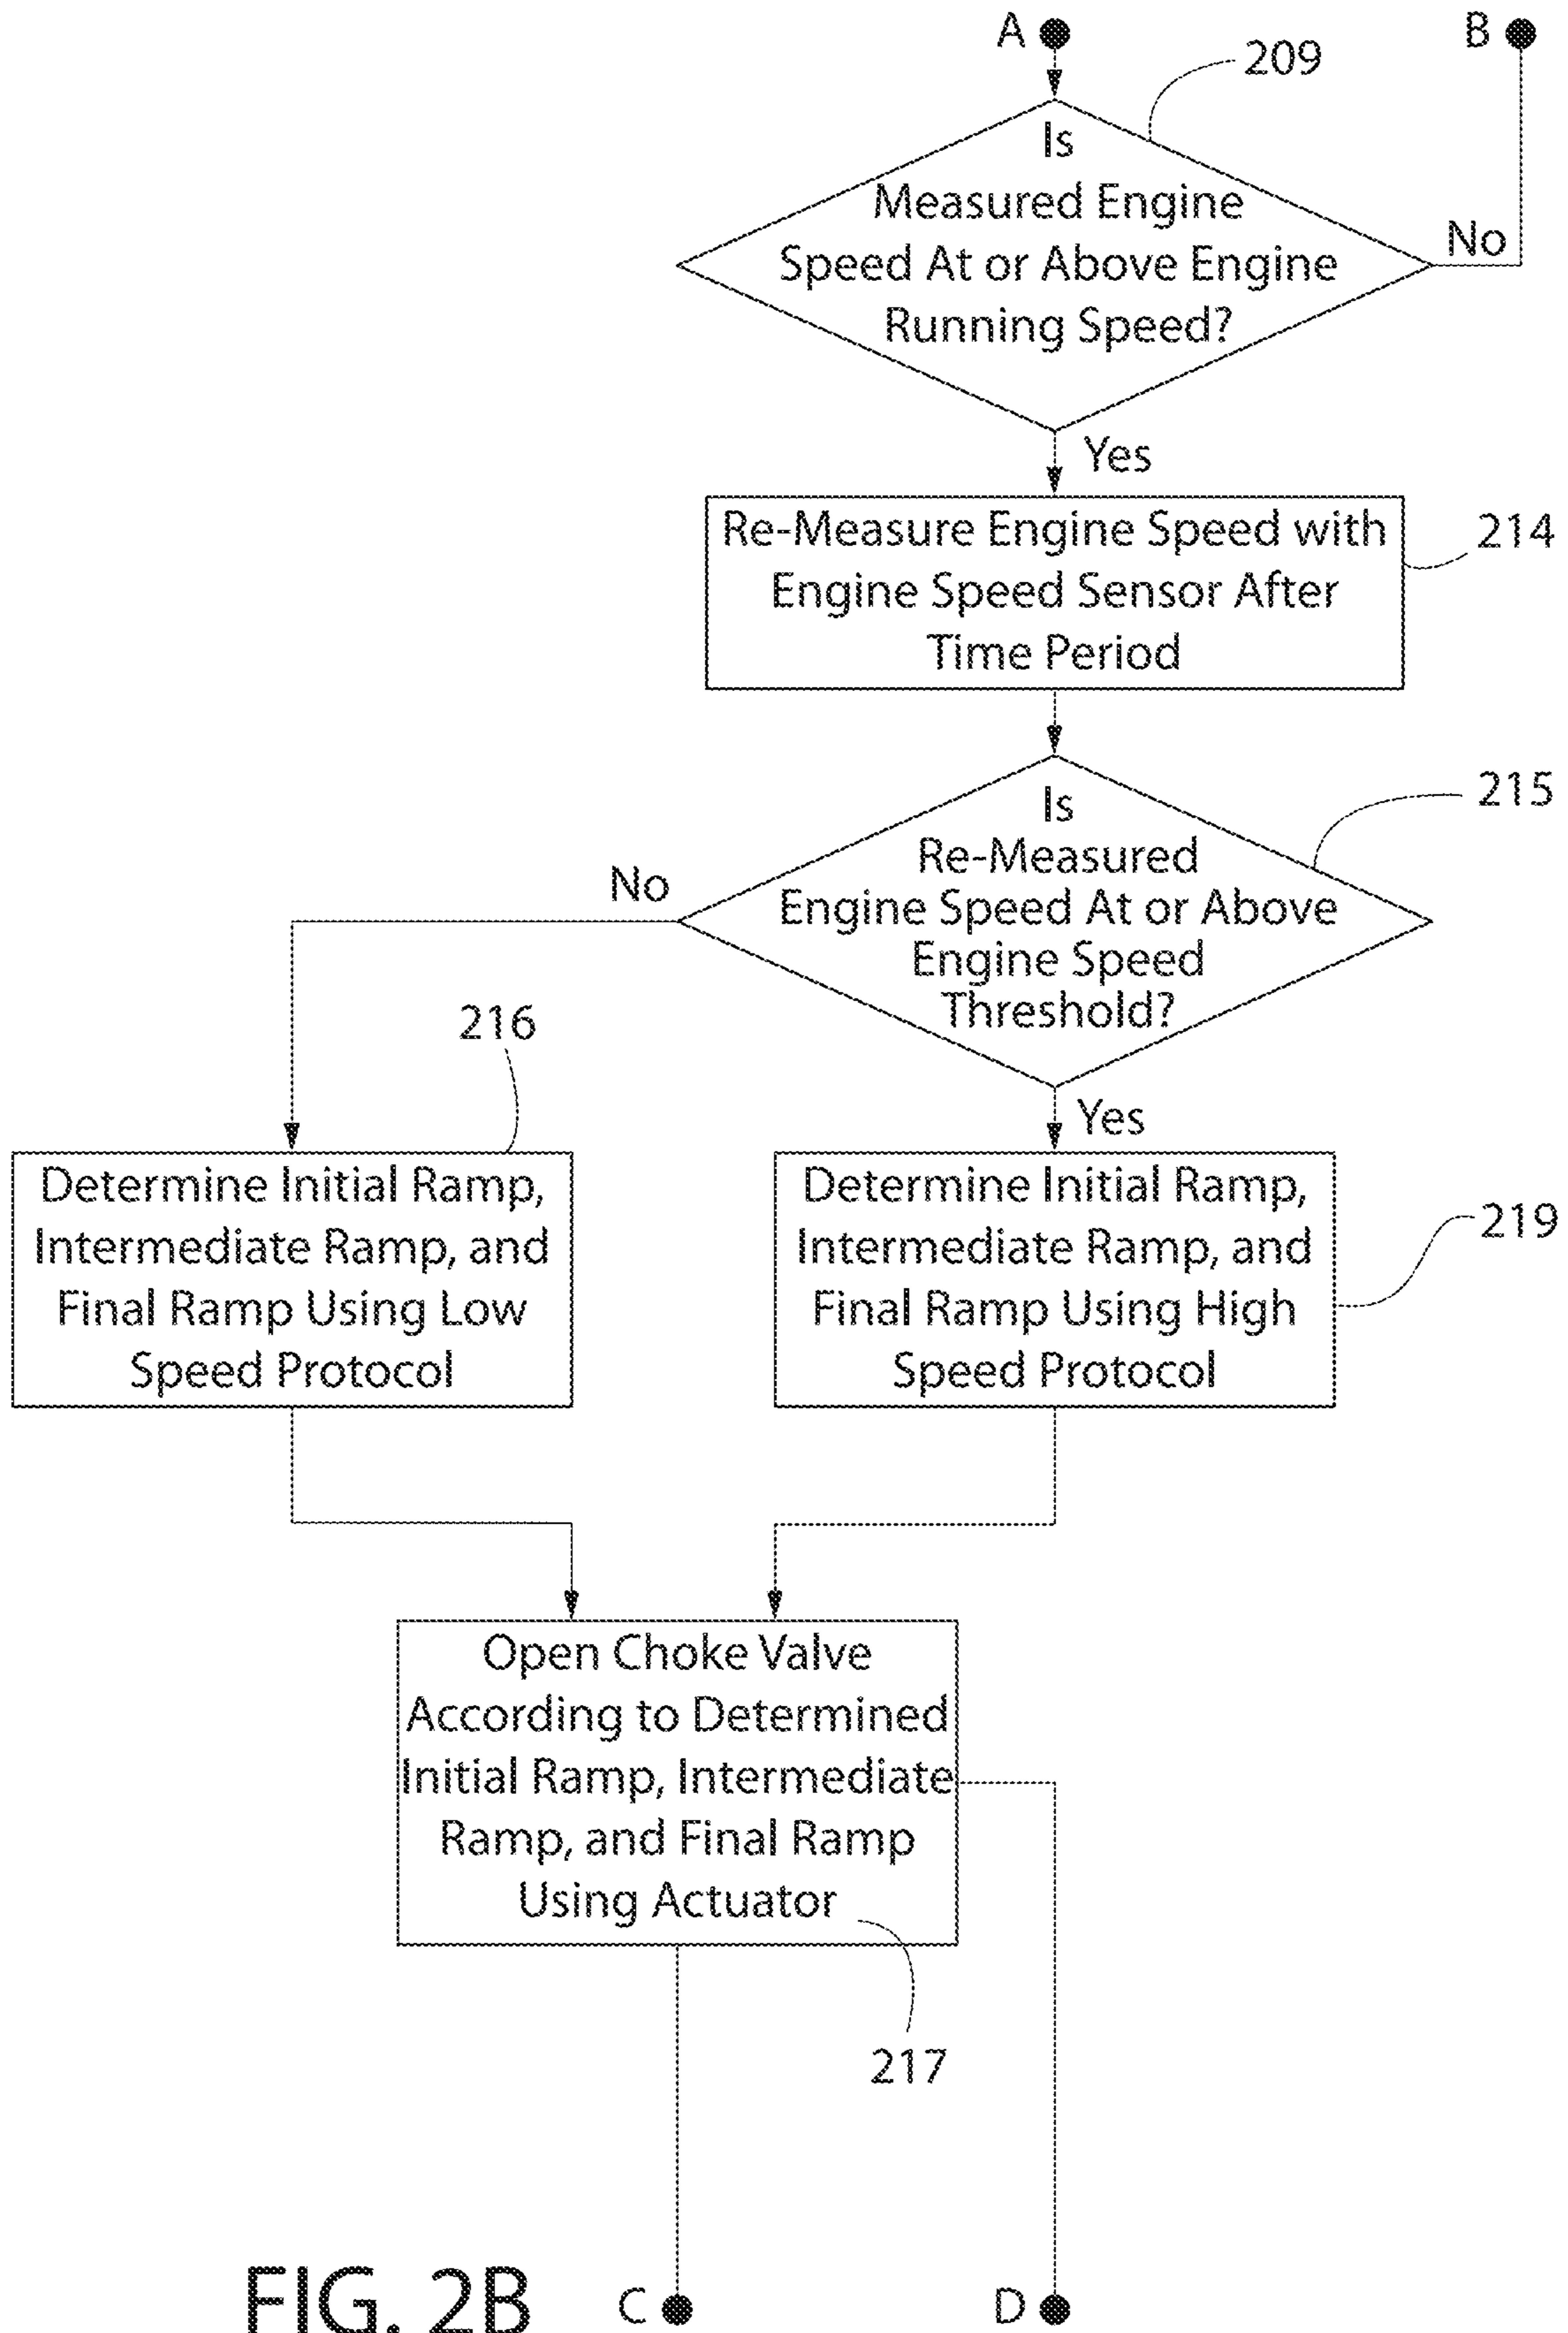 A
B
209
Is
Measured Engine
Speed At or Above Engine
Running Speed?
No
Yes
Re-Measure Engine Speed with
Engine Speed Sensor After
Time Period
214
215
Is
Re-Measured
Engine Speed At or Above
Engine Speed
Threshold?
No
Yes
216
Determine Initial Ramp,
Intermediate Ramp, and
Final Ramp Using Low
Speed Protocol
Determine Initial Ramp,
Intermediate Ramp, and
Final Ramp Using High
Speed Protocol
219
Open Choke Valve
According to Determined
Initial Ramp, Intermediate
Ramp, and Final Ramp
Using Actuator
217
FIG. 2B
C
D